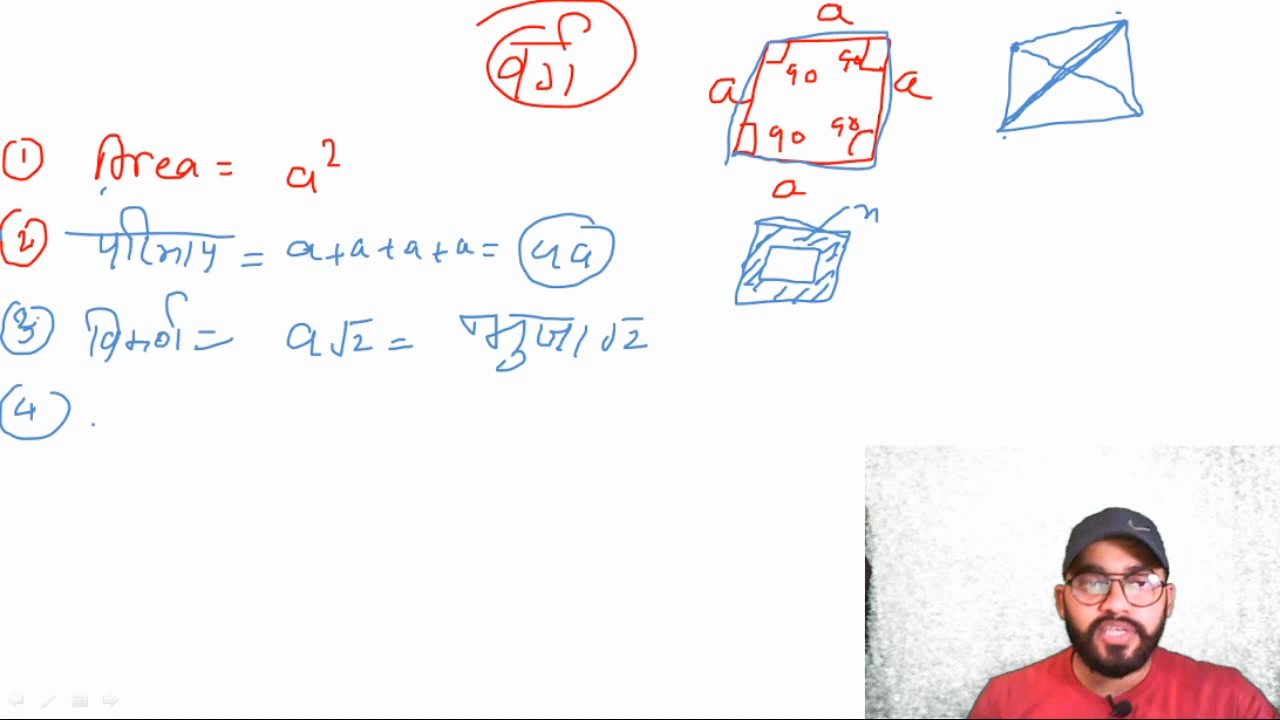 वर्ग
a
a 90 90 a
90 90
a
① Area = a²
② परिमाप = a+a+a+a = 4a
x
③ विकर्ण = a√2 = भुजा√2
④ .